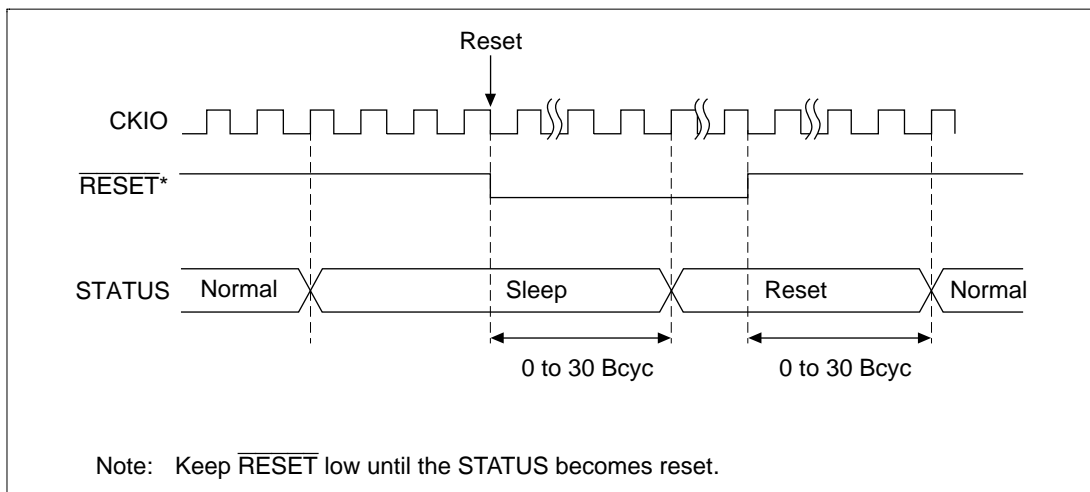 Reset
CKIO
RESET*
STATUS Normal Sleep Reset Normal
0 to 30 Bcyc 0 to 30 Bcyc
Note: Keep RESET low until the STATUS becomes reset.